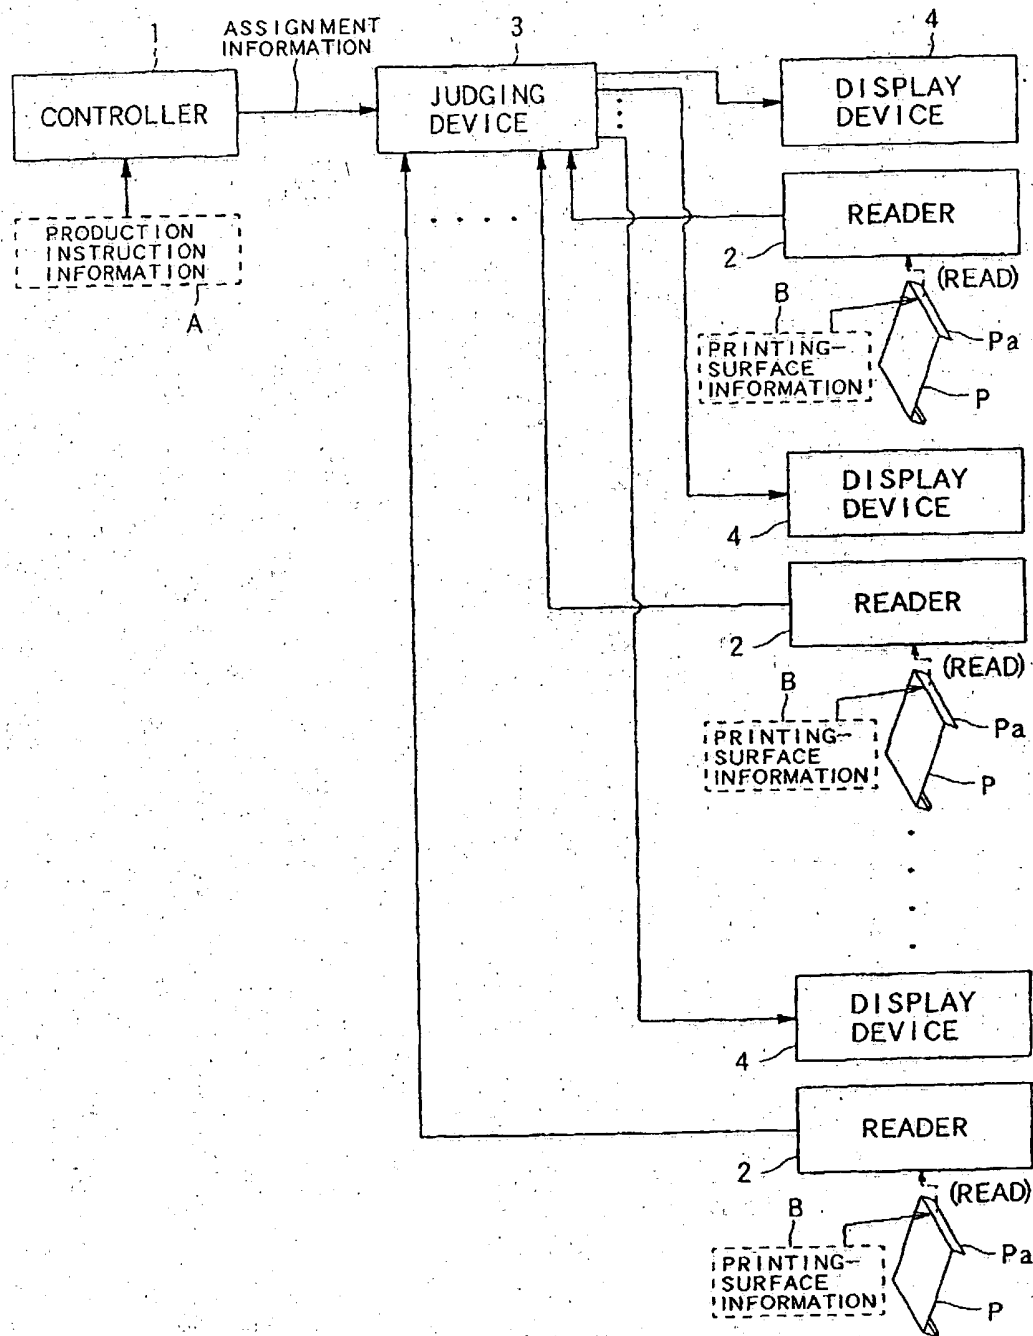 1
ASSIGNMENT
INFORMATION
3
4
CONTROLLER
JUDGING
DEVICE
DISPLAY
DEVICE
PRODUCTION
INSTRUCTION
INFORMATION
A
READER
2
(READ)
B
PRINTING-
SURFACE
INFORMATION
Pa
P
DISPLAY
DEVICE
4
READER
2
(READ)
B
PRINTING-
SURFACE
INFORMATION
Pa
P
DISPLAY
DEVICE
4
READER
2
(READ)
B
PRINTING-
SURFACE
INFORMATION
Pa
P